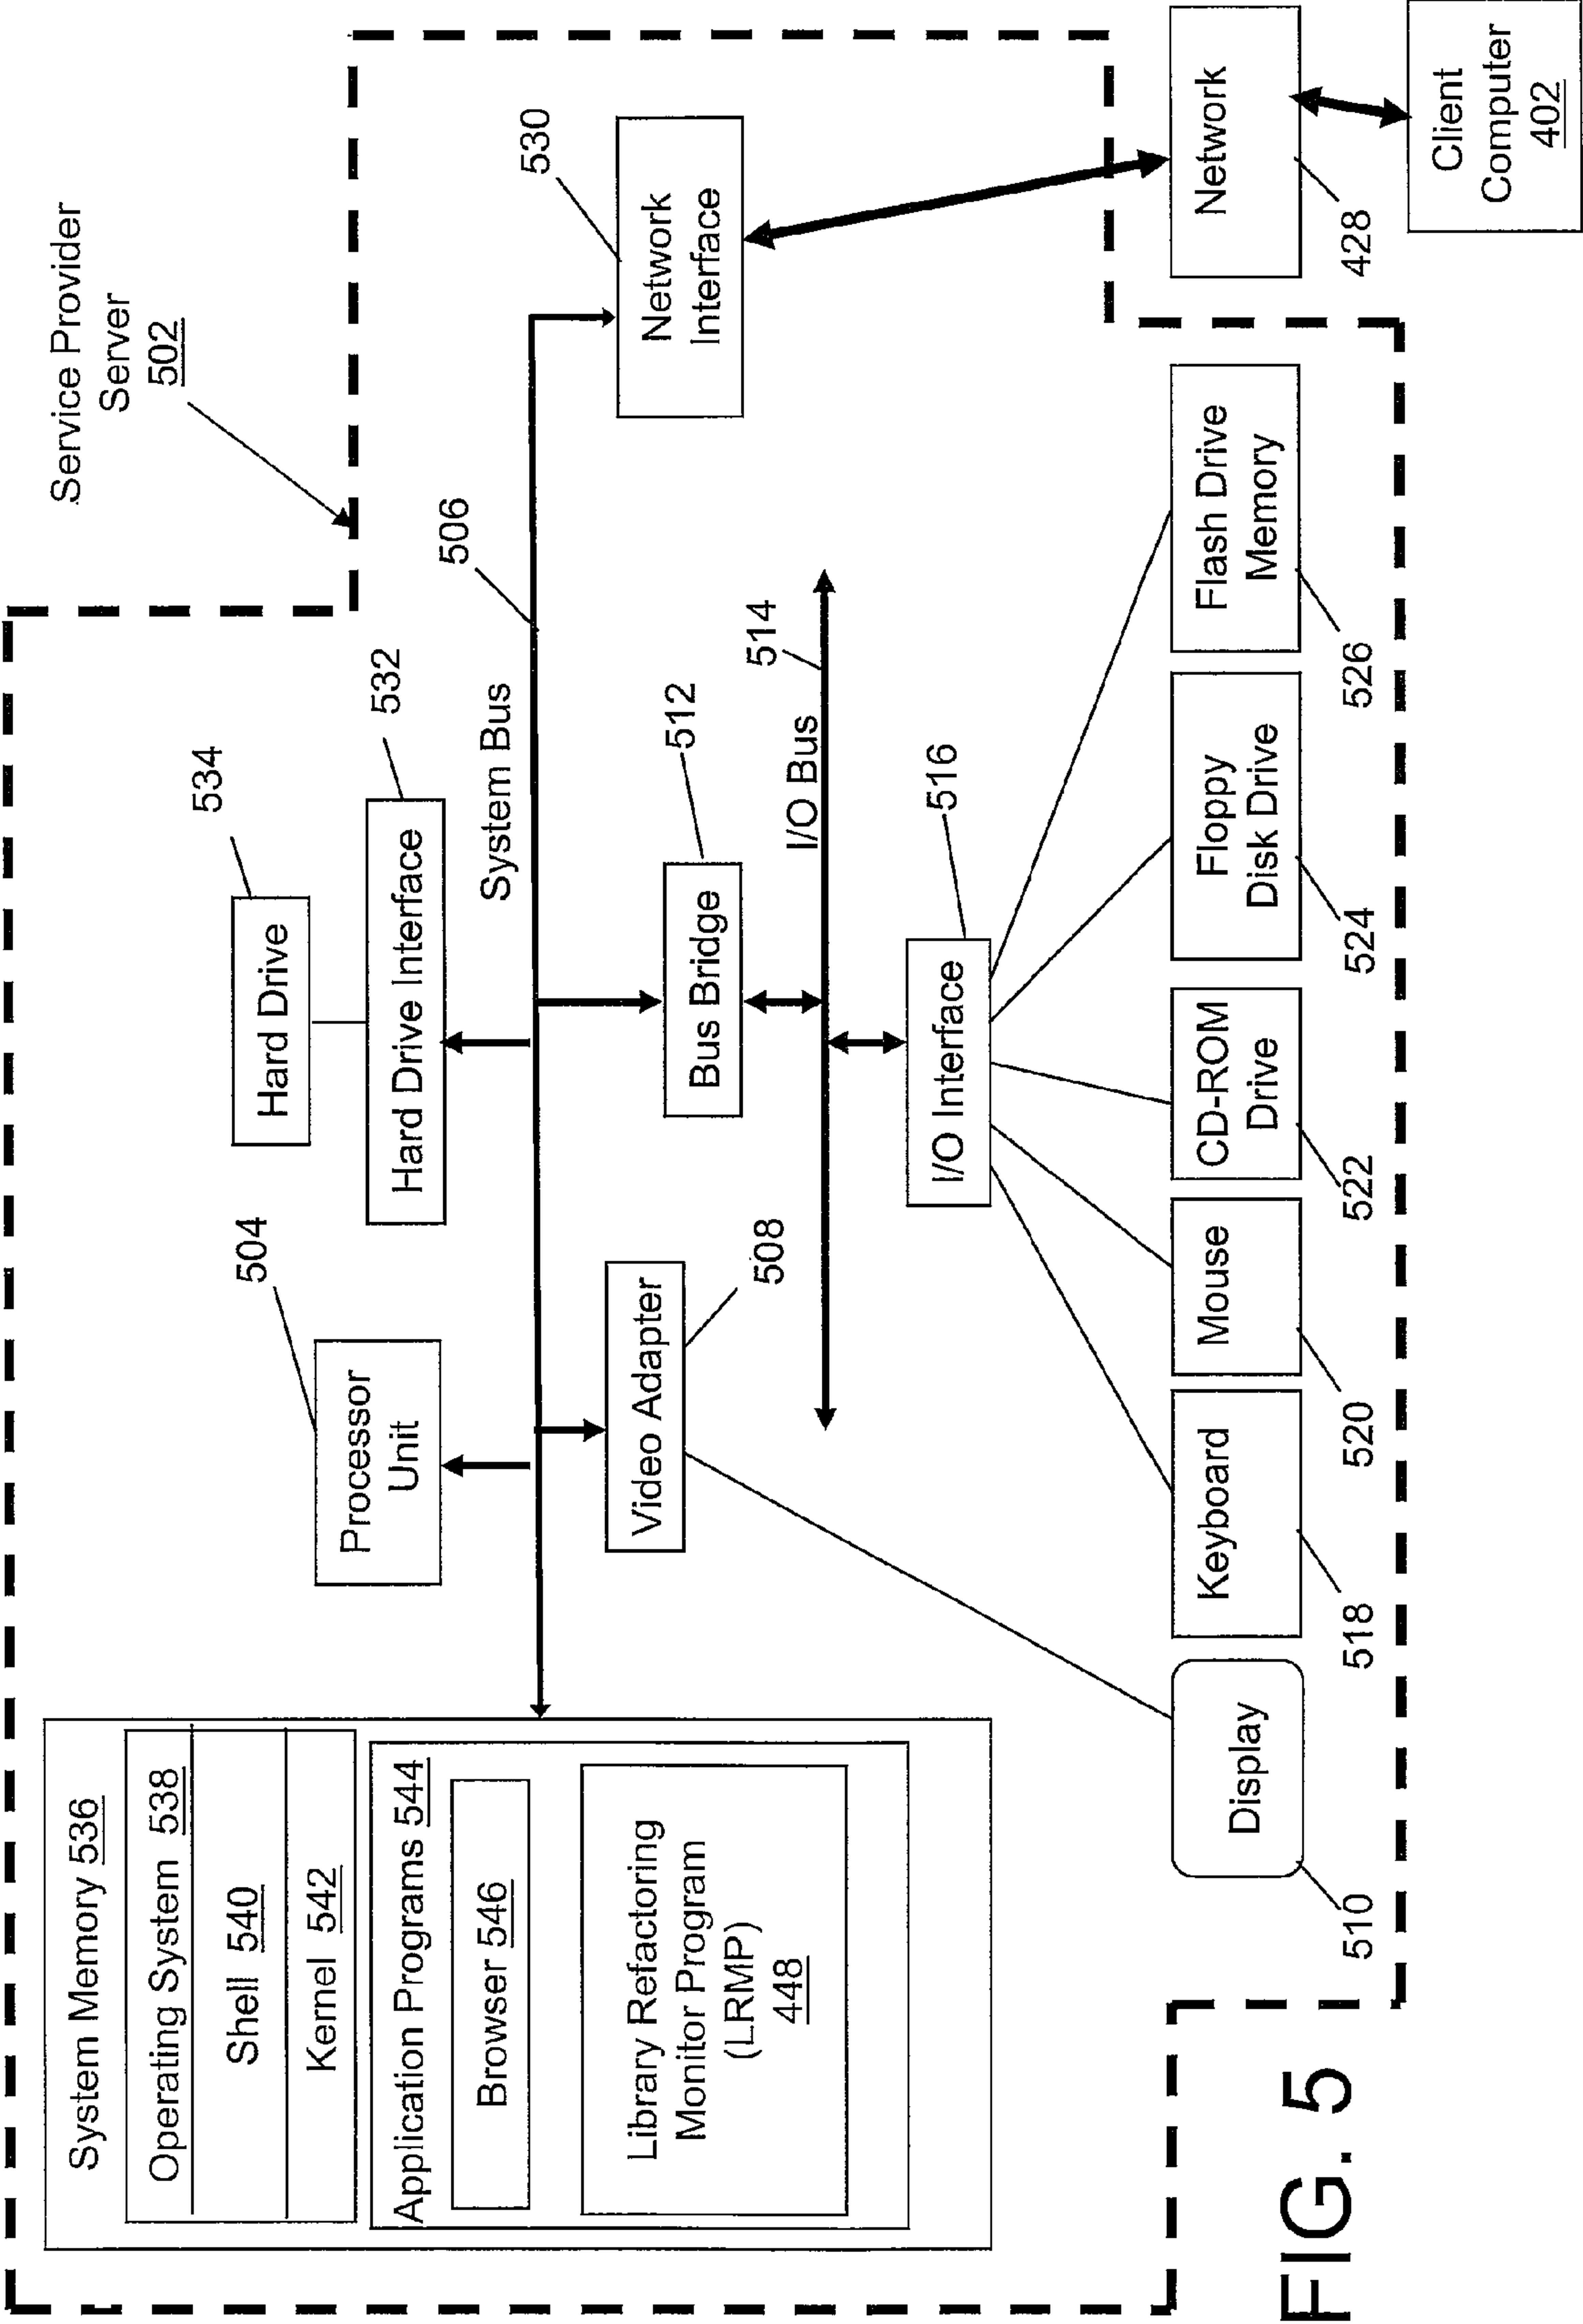 Service Provider
Server
502
System Memory 536
Operating System 538
Shell 540
Kernel 542
Application Programs 544
Browser 546
Library Refactoring
Monitor Program
(LRMP)
448
504
Processor
Unit
534
Hard Drive
532
Hard Drive Interface
System Bus
506
530
Network
Interface
Video Adapter
508
512
Bus Bridge
I/O Bus
514
516
I/O Interface
Display
510
Keyboard
518
Mouse
520
CD-ROM
Drive
522
Floppy
Disk Drive
524
Flash Drive
Memory
526
Network
428
Client
Computer
402
FIG. 5